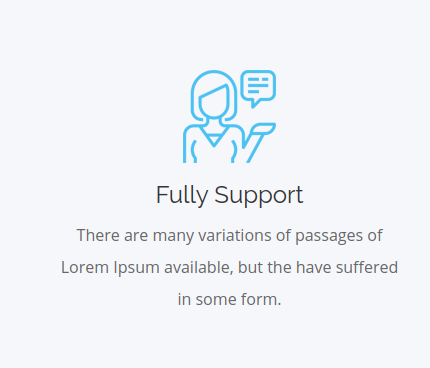 Fully Support
There are many variations of passages of
Lorem Ipsum available, but the have suffered
in some form.